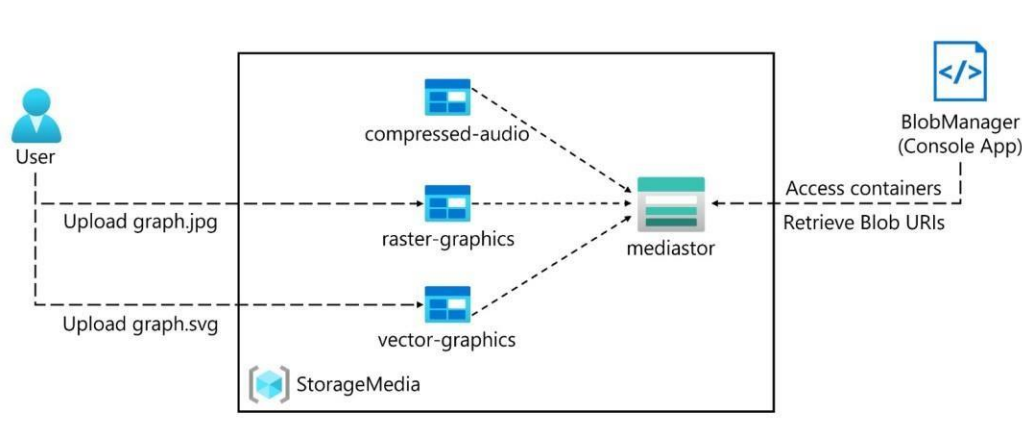 User
Upload graph.jpg
Upload graph.svg
compressed-audio
raster-graphics
vector-graphics
StorageMedia
mediastor
</>
BlobManager
(Console App)
Access containers
Retrieve Blob URIs